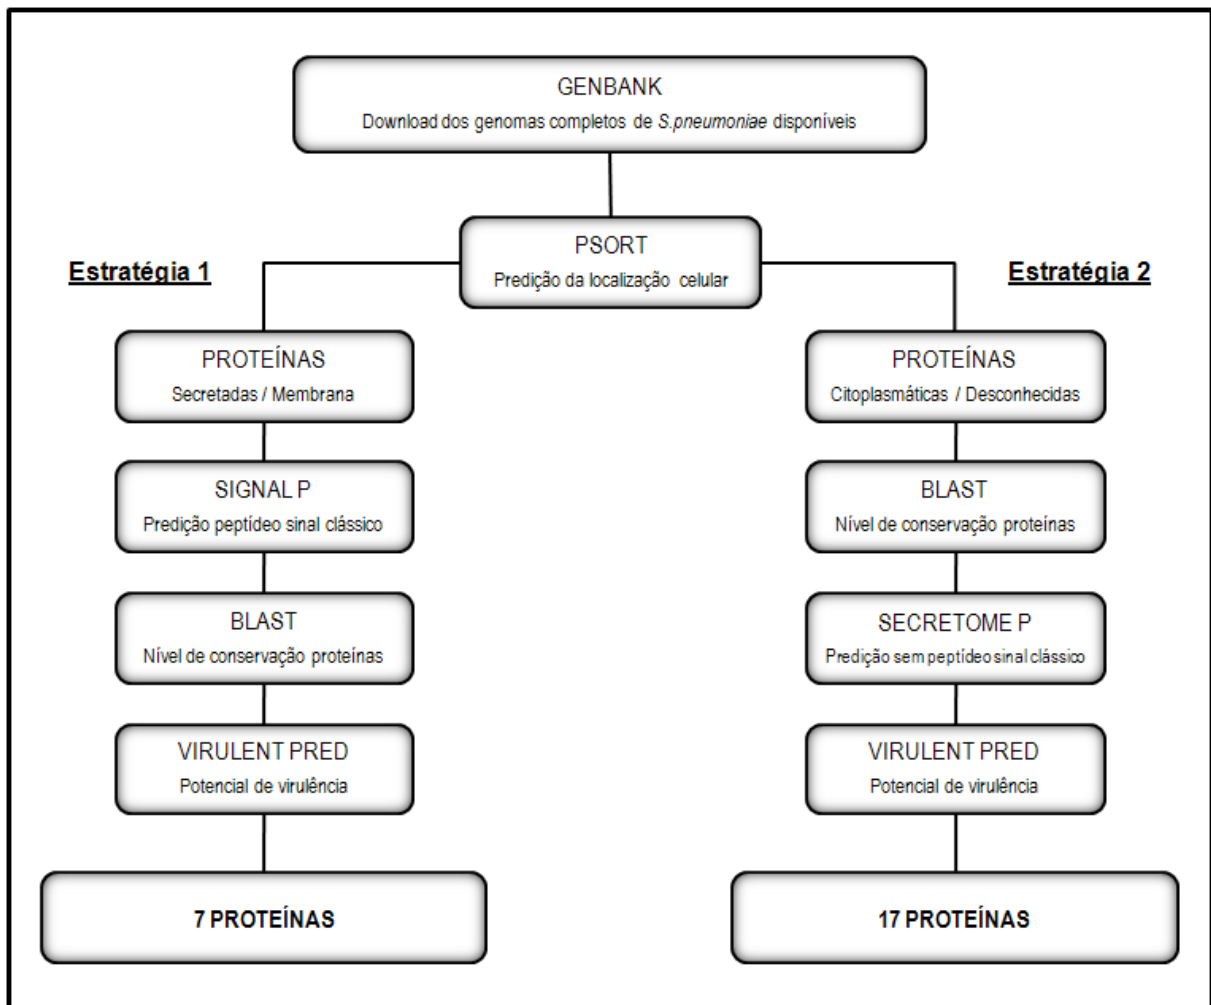 GENBANK
Download dos genomas completos de S.pneumoniae disponíveis
PSORT
Predição da localização celular
Estratégia 1
Estratégia 2
PROTEÍNAS
Secretadas / Membrana
PROTEÍNAS
Citoplasmáticas / Desconhecidas
SIGNAL P
Predição peptídeo sinal clássico
BLAST
Nível de conservação proteínas
BLAST
Nível de conservação proteínas
SECRETOME P
Predição sem peptídeo sinal clássico
VIRULENT PRED
Potencial de virulência
VIRULENT PRED
Potencial de virulência
7 PROTEÍNAS
17 PROTEÍNAS